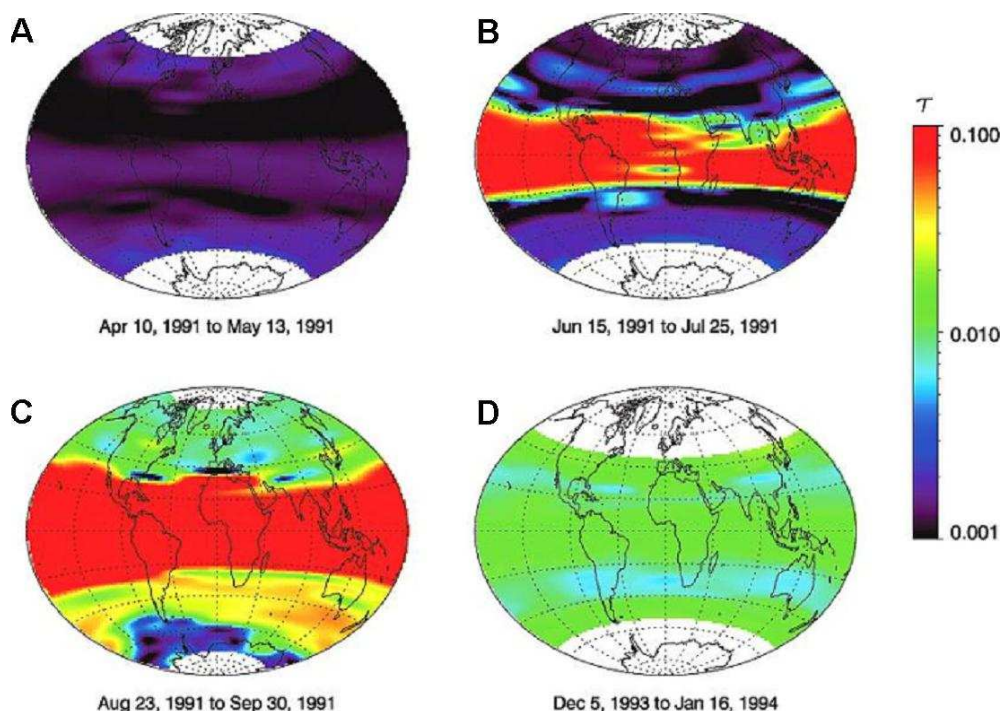 A
B
τ
0.100
0.010
0.001
Apr 10, 1991 to May 13, 1991
Jun 15, 1991 to Jul 25, 1991
C
D
Aug 23, 1991 to Sep 30, 1991
Dec 5, 1993 to Jan 16, 1994